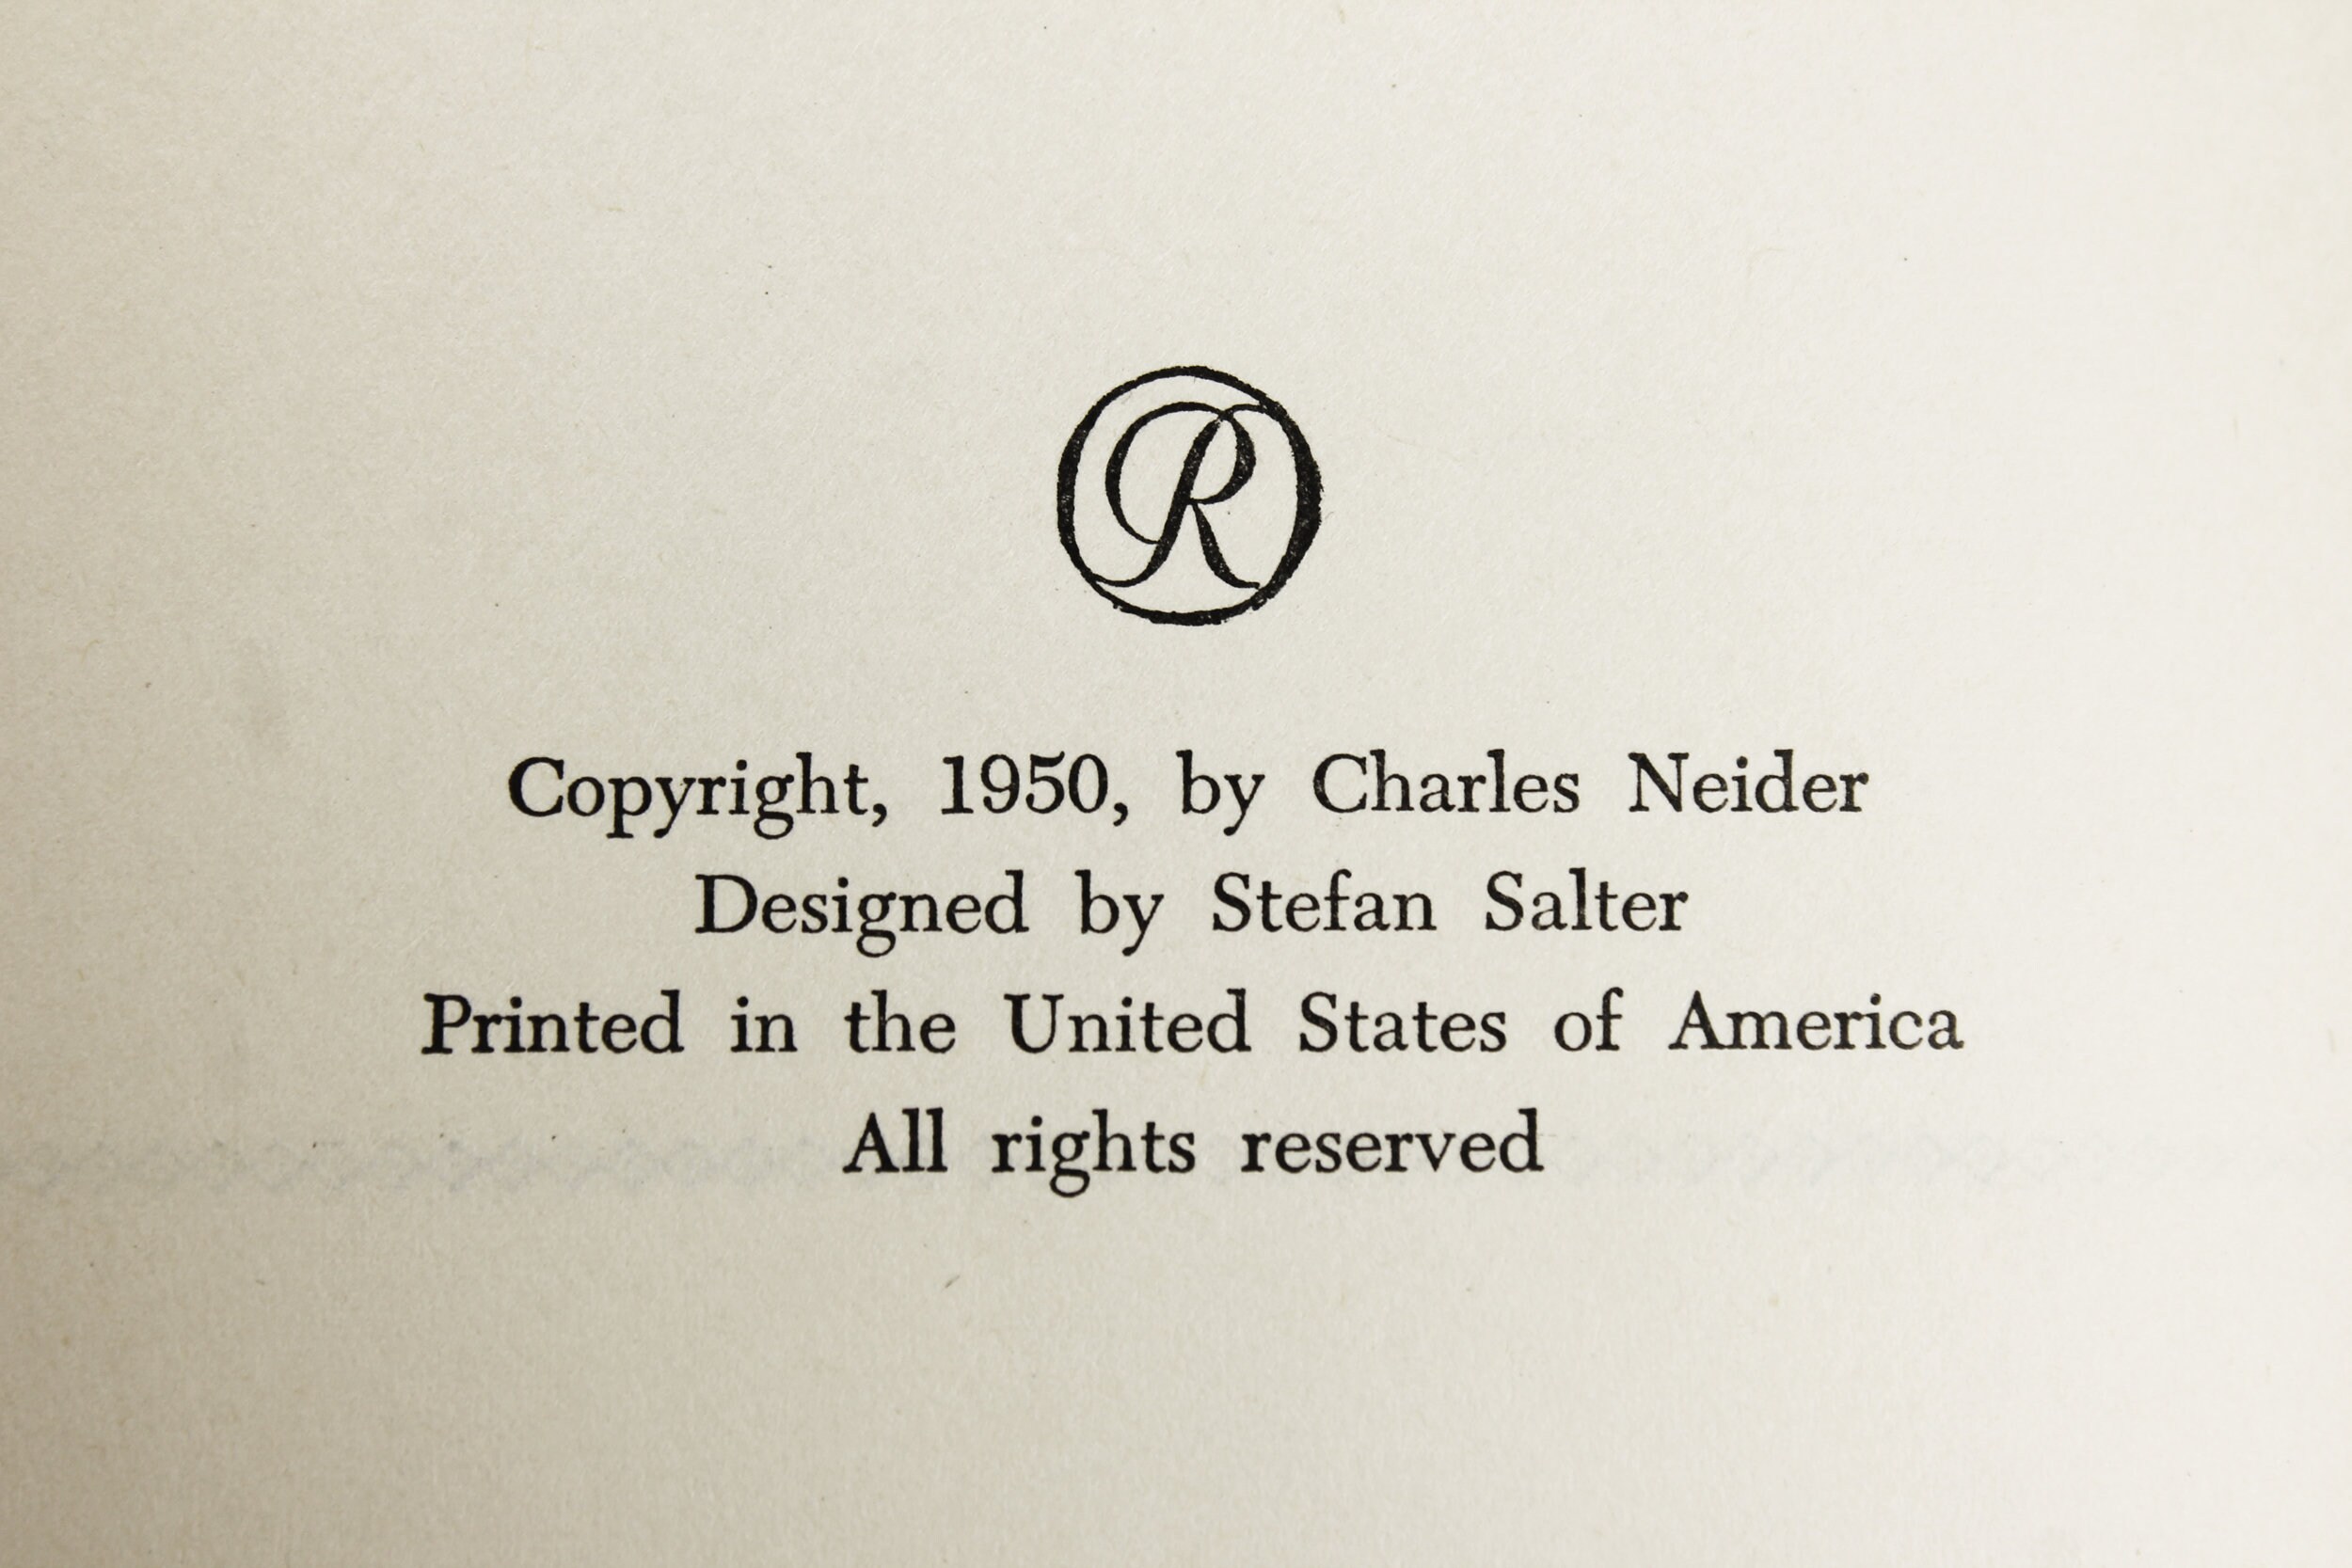 R
Copyright, 1950, by Charles Neider
Designed by Stefan Salter
Printed in the United States of America
All rights reserved